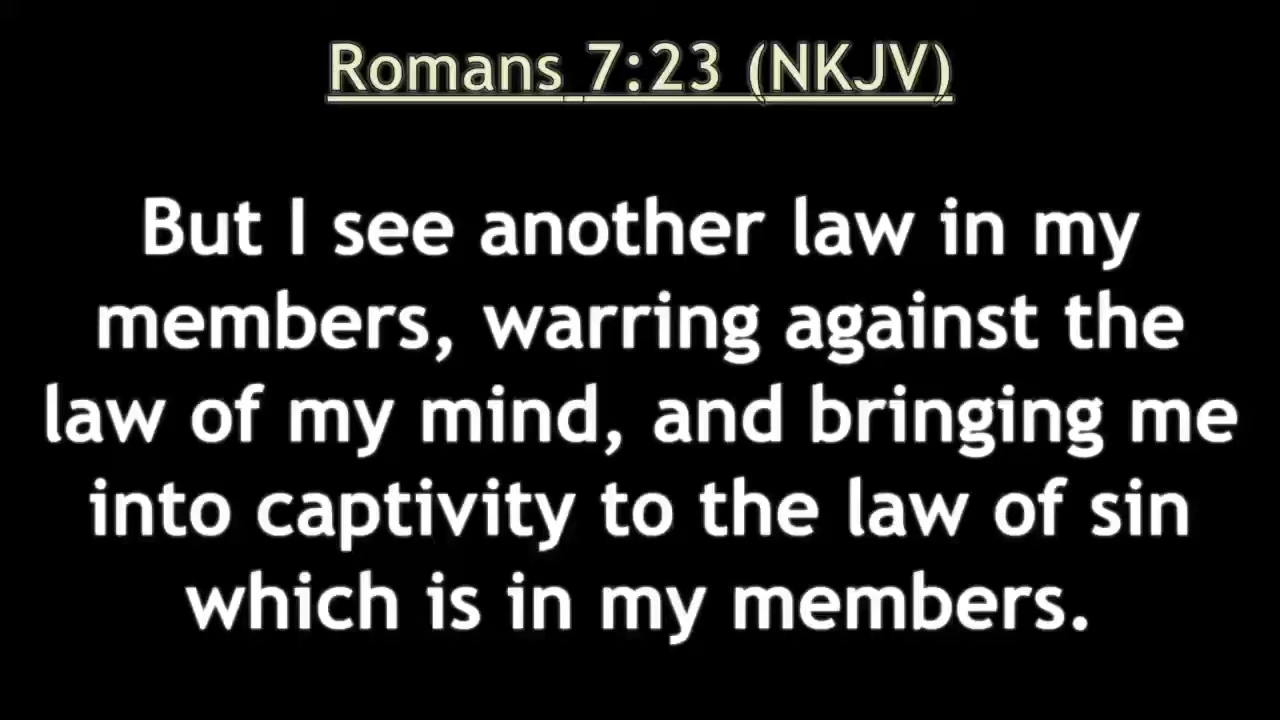 Romans 7:23 (NKJV)
But I see another law in my
members, warring against the
law of my mind, and bringing me
into captivity to the law of sin
which is in my members.